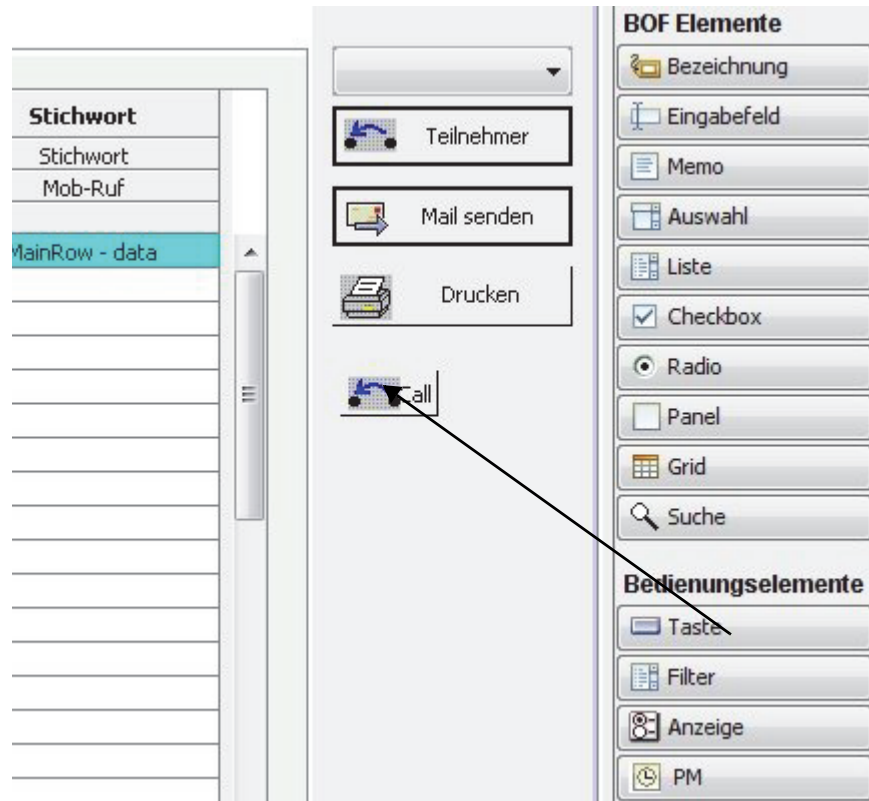 Stichwort
Stichwort
Mob-Ruf
MainRow - data
Teilnehmer
Mail senden
Drucken
Call
BOF Elemente
Bezeichnung
Eingabefeld
Memo
Auswahl
Liste
Checkbox
Radio
Panel
Grid
Suche
Bedienungselemente
Taste
Filter
Anzeige
PM